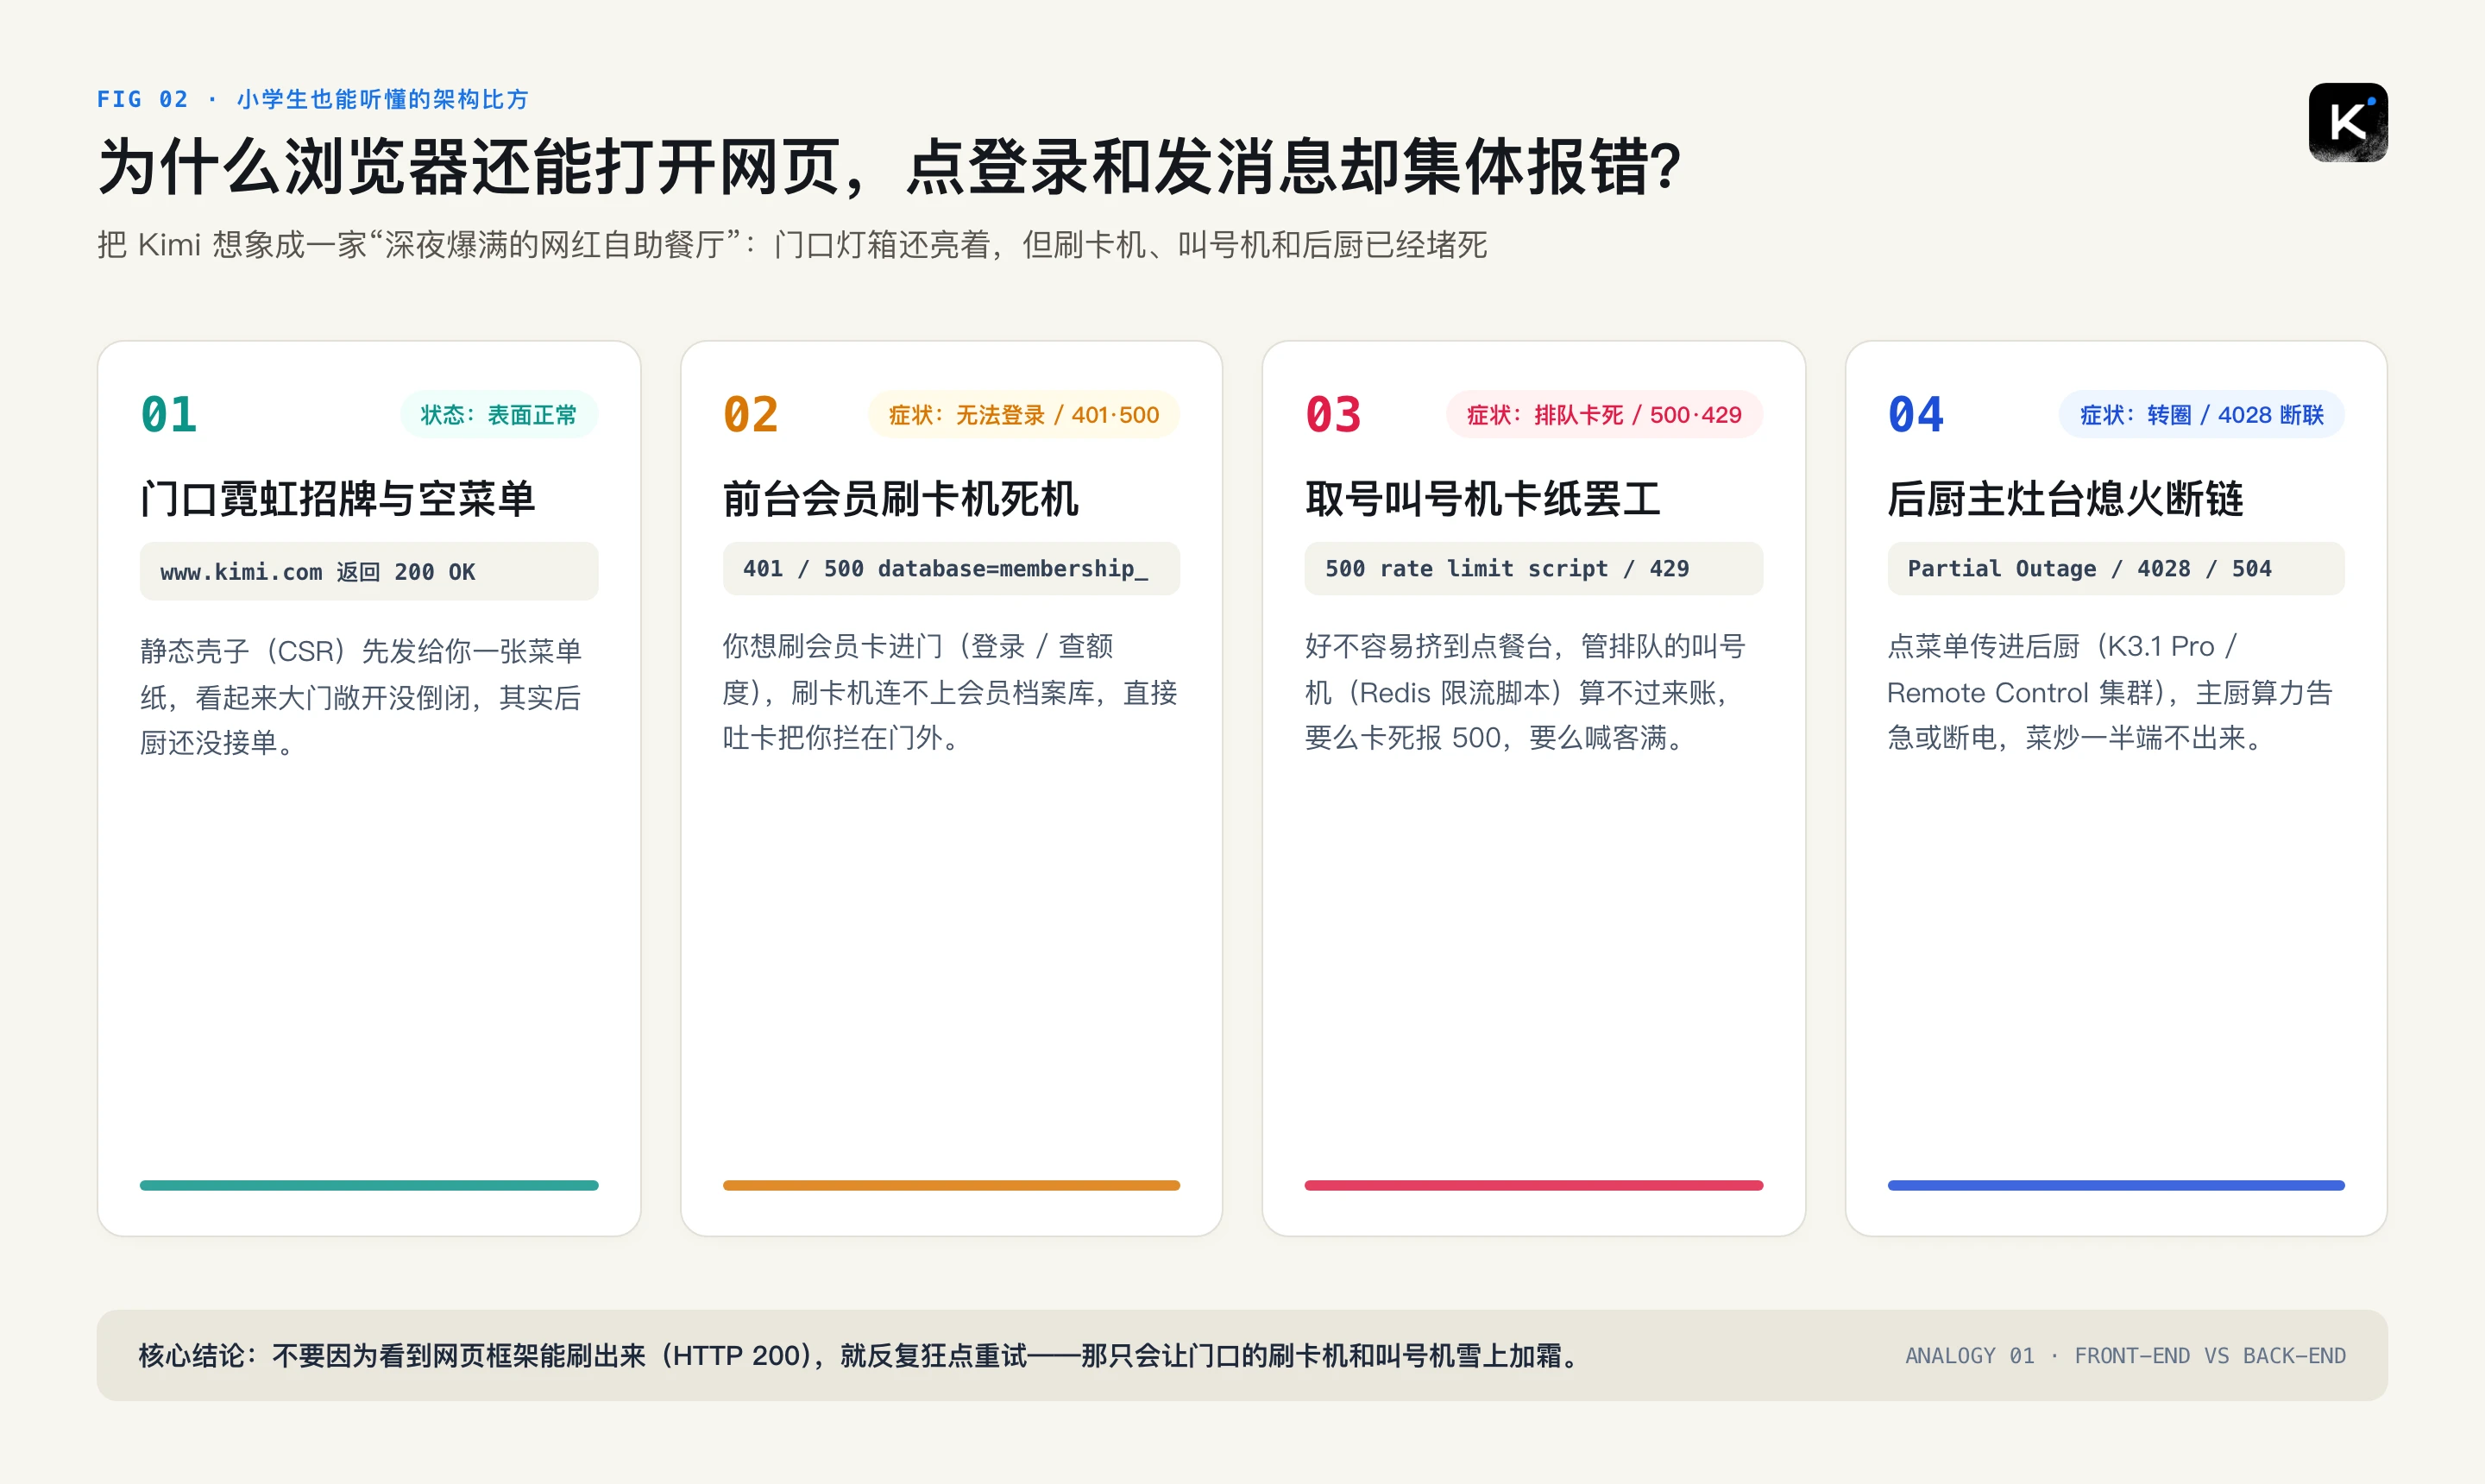 FIG 02 · 小学生也能听懂的架构比方
为什么浏览器还能打开网页，点登录和发消息却集体报错？
把 Kimi 想象成一家“深夜爆满的网红自助餐厅”：门口灯箱还亮着，但刷卡机、叫号机和后厨已经堵死
K
01
状态：表面正常
门口霓虹招牌与空菜单
www.kimi.com 返回 200 OK
静态壳子（CSR）先发给你一张菜单
纸，看起来大门敞开没倒闭，其实后
厨还没接单。
02
症状：无法登录 / 401·500
前台会员刷卡机死机
401 / 500 database=membership_
你想刷会员卡进门（登录 / 查额
度），刷卡机连不上会员档案库，直接
吐卡把你拦在门外。
03
症状：排队卡死 / 500·429
取号叫号机卡纸罢工
500 rate limit script / 429
好不容易挤到点餐台，管排队的叫号
机（Redis 限流脚本）算不过来账，
要么卡死报 500，要么喊客满。
04
症状：转圈 / 4028 断联
后厨主灶台熄火断链
Partial Outage / 4028 / 504
点菜单传进后厨（K3.1 Pro /
Remote Control 集群），主厨算力告
急或断电，菜炒一半端不出来。
核心结论：不要因为看到网页框架能刷出来（HTTP 200），就反复狂点重试——那只会让门口的刷卡机和叫号机雪上加霜。
ANALOGY 01 · FRONT-END VS BACK-END